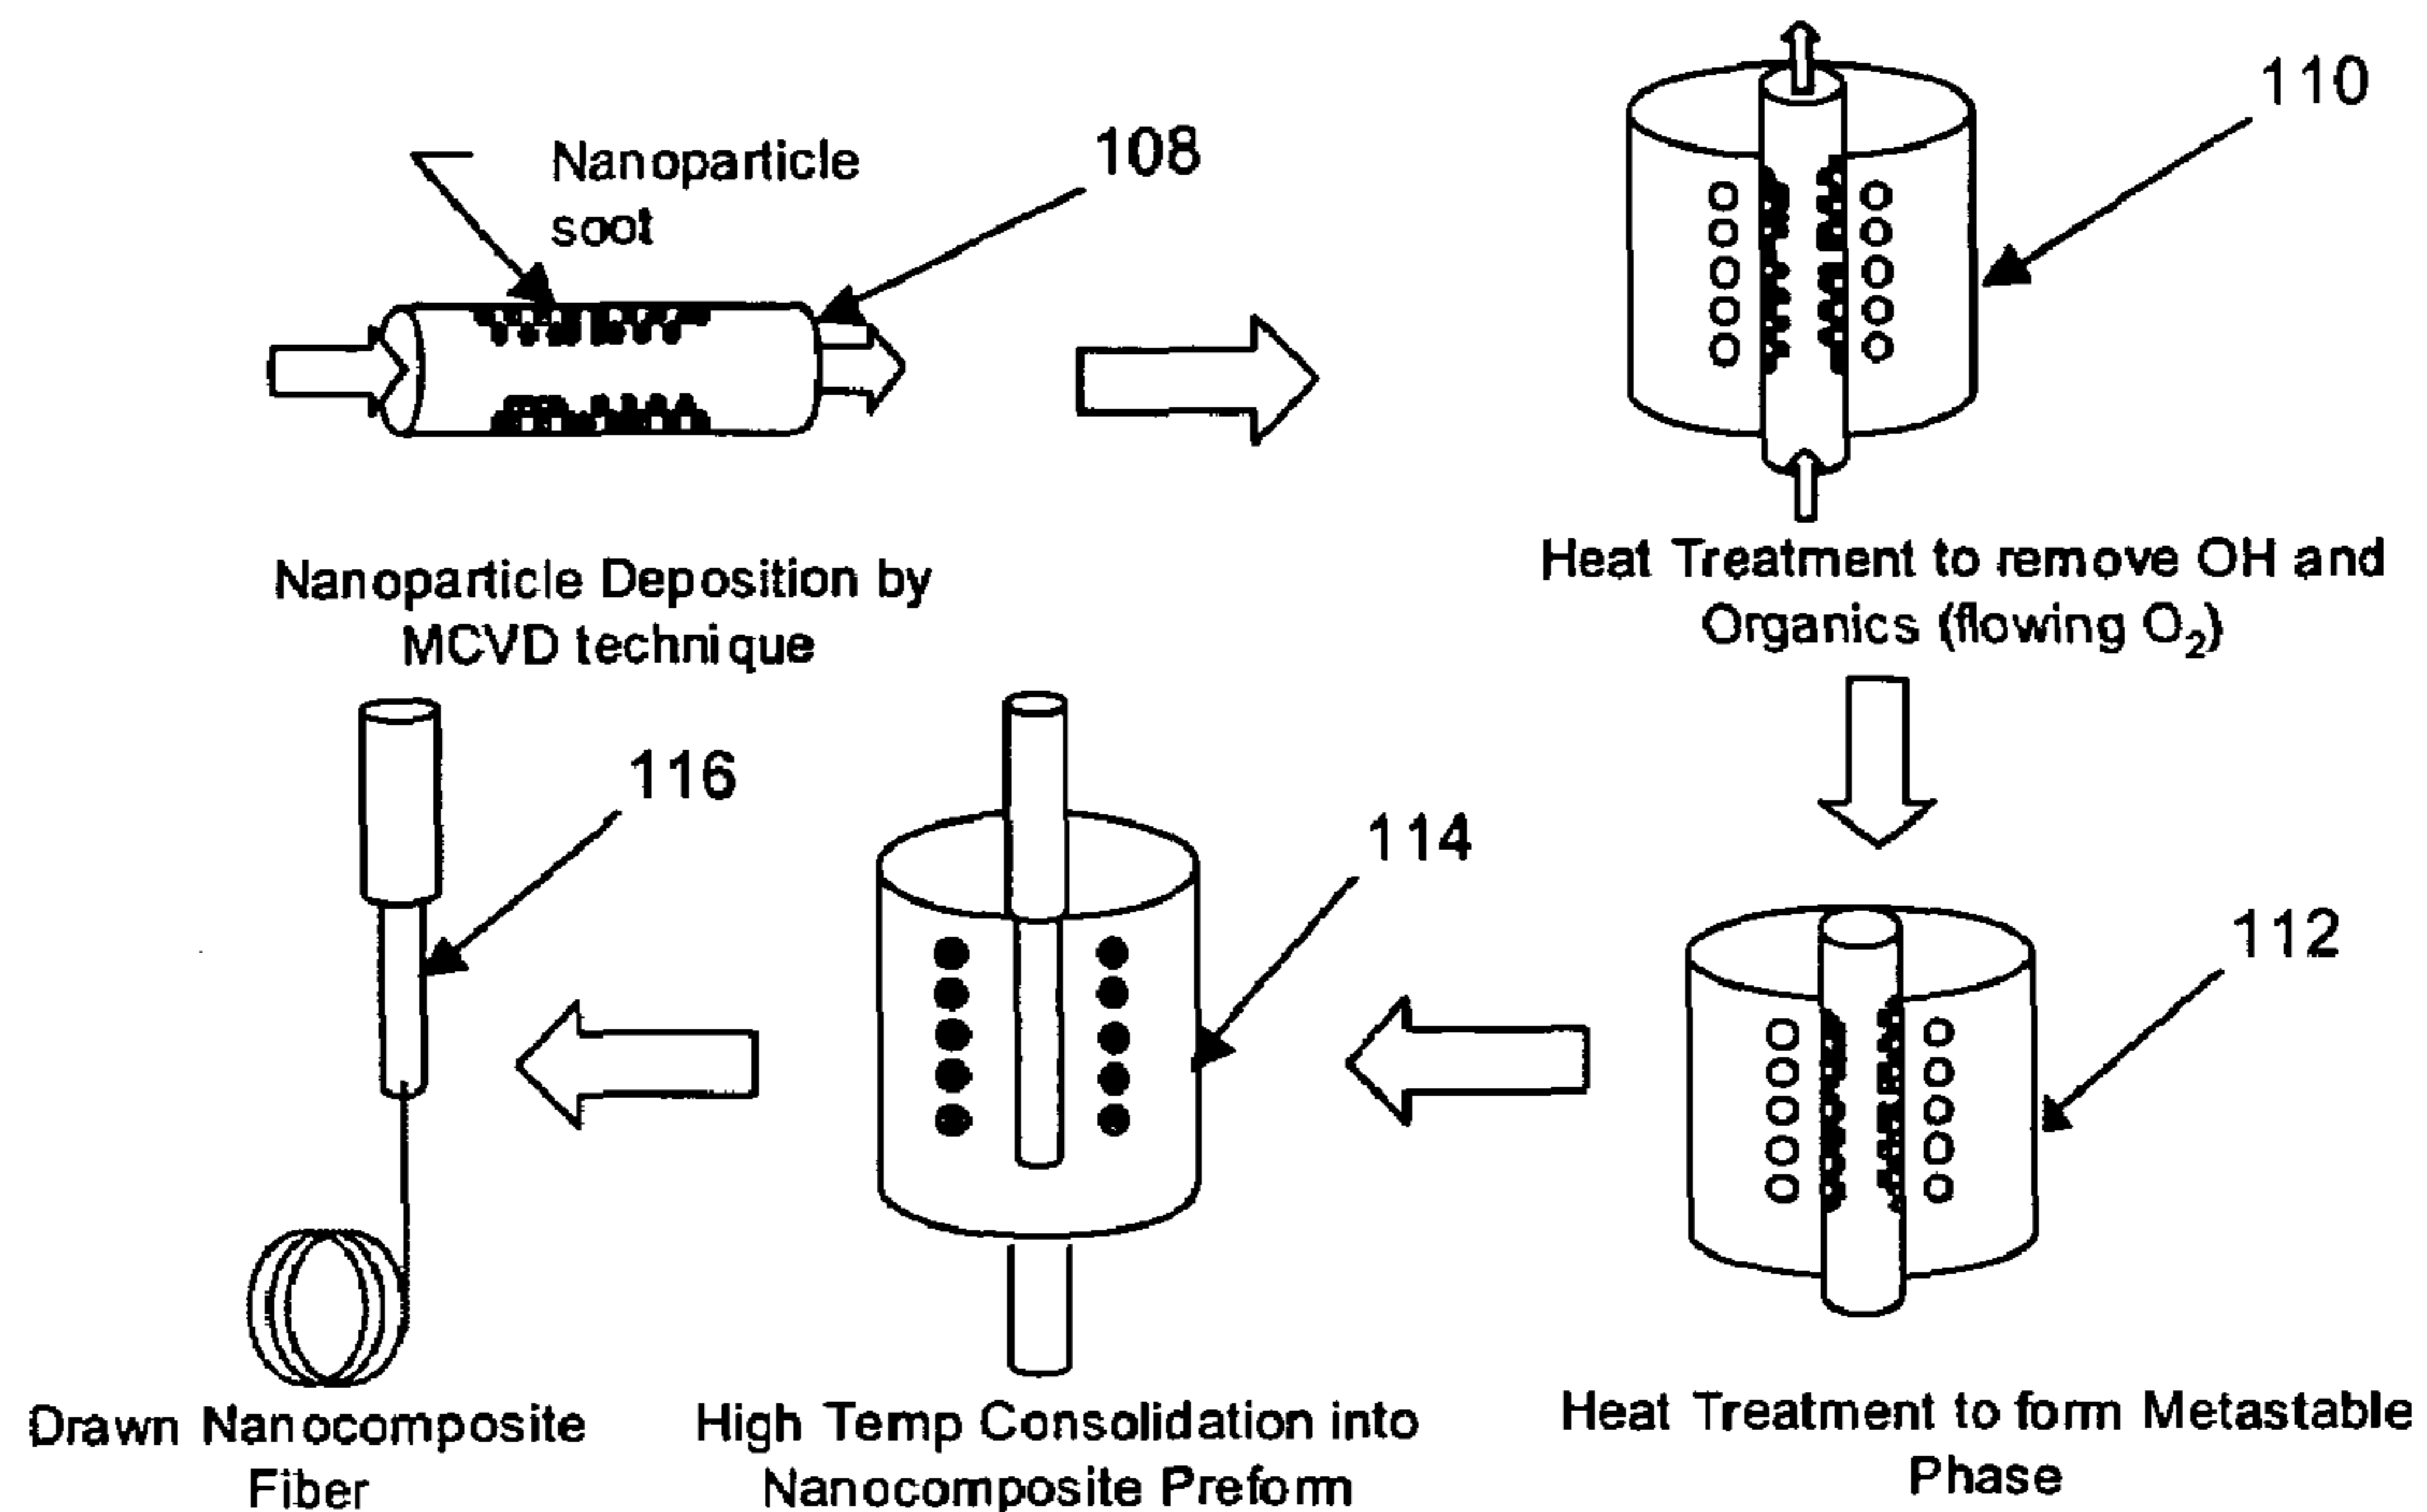 Nanoparticle
soot
108
110
Nanoparticle Deposition by
MCVD technique
Heat Treatment to remove OH and
Organics (flowing O₂)
116
114
112
Drawn Nanocomposite
Fiber
High Temp Consolidation into
Nanocomposite Preform
Heat Treatment to form Metastable
Phase